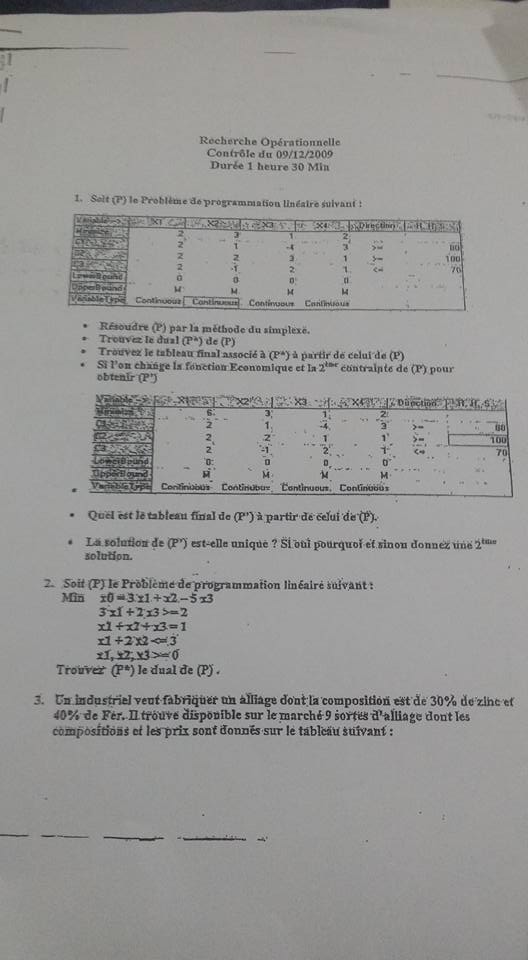 Recherche Opérationnelle
Contrôle du 09/12/2009
Durée 1 heure 30 Min
1. Soit (P) le Problème de programmation linéaire suivant :
Variable --> X1 X2 X3 X4 Direction R. H. S.
2 3 1 2
C1 2 1 -4 3 >= 80
C2 2 2 3 1 >= 100
C3 2 -1 2 1 <= 70
LowerBound 0 0 0 0
UpperBound M M M M
VariableType Continuous Continuous Continuous Continuous
• Résoudre (P) par la méthode du simplexe.
• Trouvez le dual (P*) de (P)
• Trouvez le tableau final associé à (P*) à partir de celui de (P)
• Si l'on change la fonction Economique et la 2ème contrainte de (P) pour
obtenir (P')
Variable --> X1 X2 X3 X4 Direction R. H. S.
6 3 1 2
C1 2 1 -4 3 >= 80
C2 2 2 1 1 >= 100
C3 2 -1 2 1 <= 70
LowerBound 0 0 0 0
UpperBound M M M M
VariableType Continuous Continuous Continuous Continuous
• Quel est le tableau final de (P') à partir de celui de (P).
• La solution de (P') est-elle unique ? Si oui pourquoi et sinon donnez une 2ème
solution.
2. Soit (P) le Problème de programmation linéaire suivant :
Min x0 = 3 x1 + x2 – 5 x3
3 x1 + 2 x3 >= 2
x1 + x2 + x3 = 1
x1 + 2 x2 <= 3
x1, x2, x3 >= 0
Trouvez (P*) le dual de (P) .
3. Un industriel veut fabriquer un alliage dont la composition est de 30% de zinc et
40% de Fer. Il trouve disponible sur le marché 9 sortes d'alliage dont les
compositions et les prix sont donnés sur le tableau suivant :